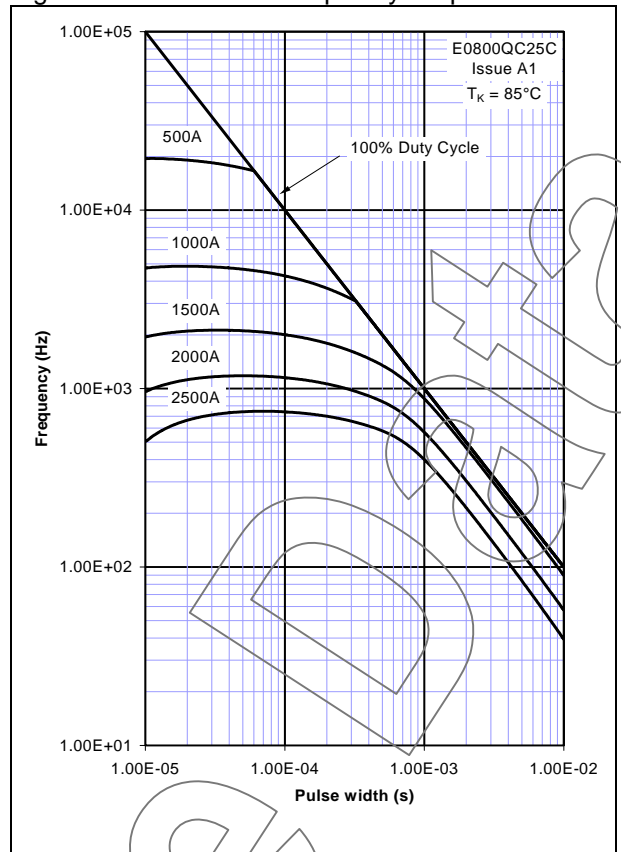 1.00E+05
E0800QC25C
Issue A1
TK = 85°C
500A
100% Duty Cycle
1.00E+04
1000A
1500A
2000A
1.00E+03
2500A
Frequency (Hz)
1.00E+02
1.00E+01
1.00E-05 1.00E-04 1.00E-03 1.00E-02
Pulse width (s)